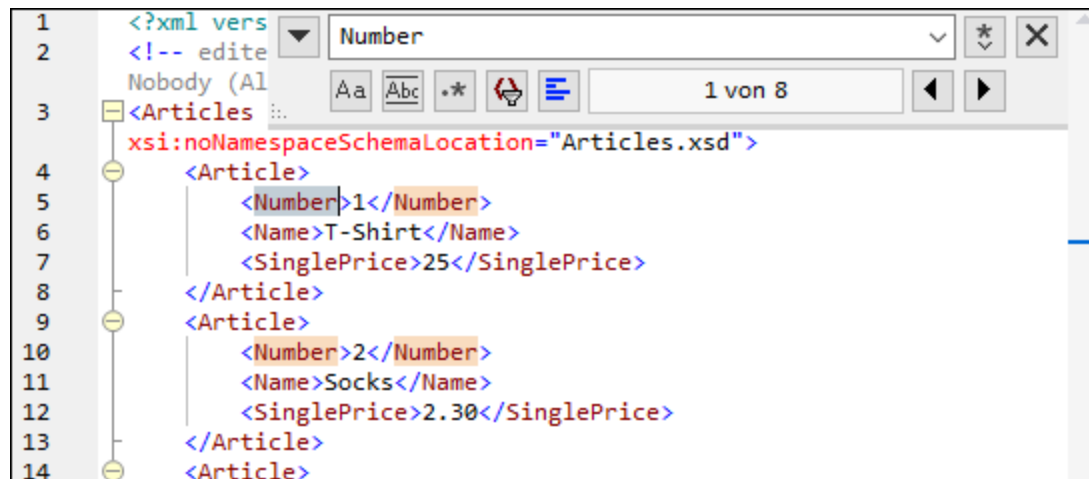 Number
Aa Abc .* 1 von 8
1 <?xml vers
2 <!-- edite
Nobody (Al
3 <Articles
xsi:noNamespaceSchemaLocation="Articles.xsd">
4 <Article>
5 <Number>1</Number>
6 <Name>T-Shirt</Name>
7 <SinglePrice>25</SinglePrice>
8 </Article>
9 <Article>
10 <Number>2</Number>
11 <Name>Socks</Name>
12 <SinglePrice>2.30</SinglePrice>
13 </Article>
14 <Article>